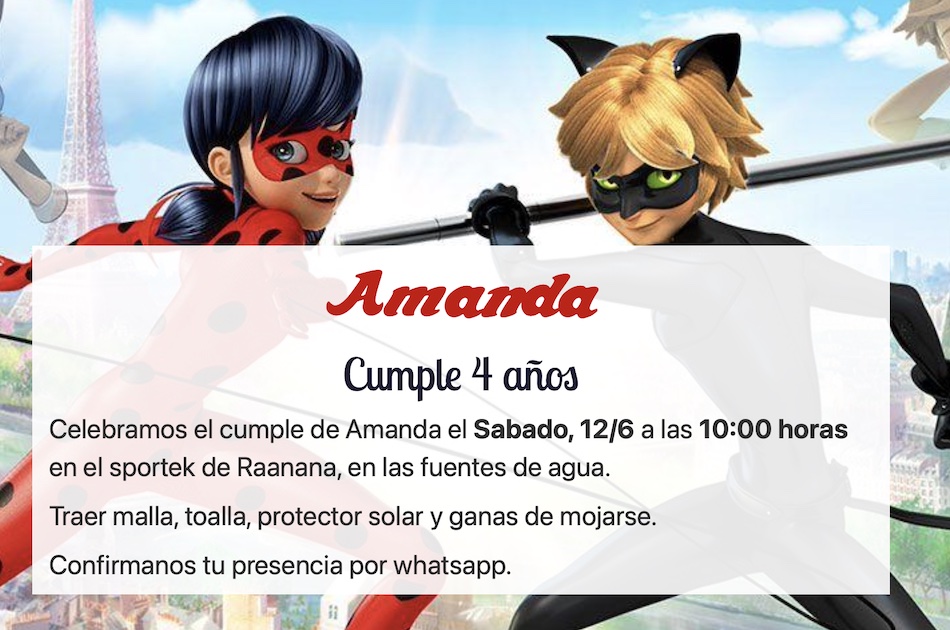 Amanda
Cumple 4 años
Celebramos el cumple de Amanda el Sabado, 12/6 a las 10:00 horas
en el sportek de Raanana, en las fuentes de agua.
Traer malla, toalla, protector solar y ganas de mojarse.
Confirmanos tu presencia por whatsapp.